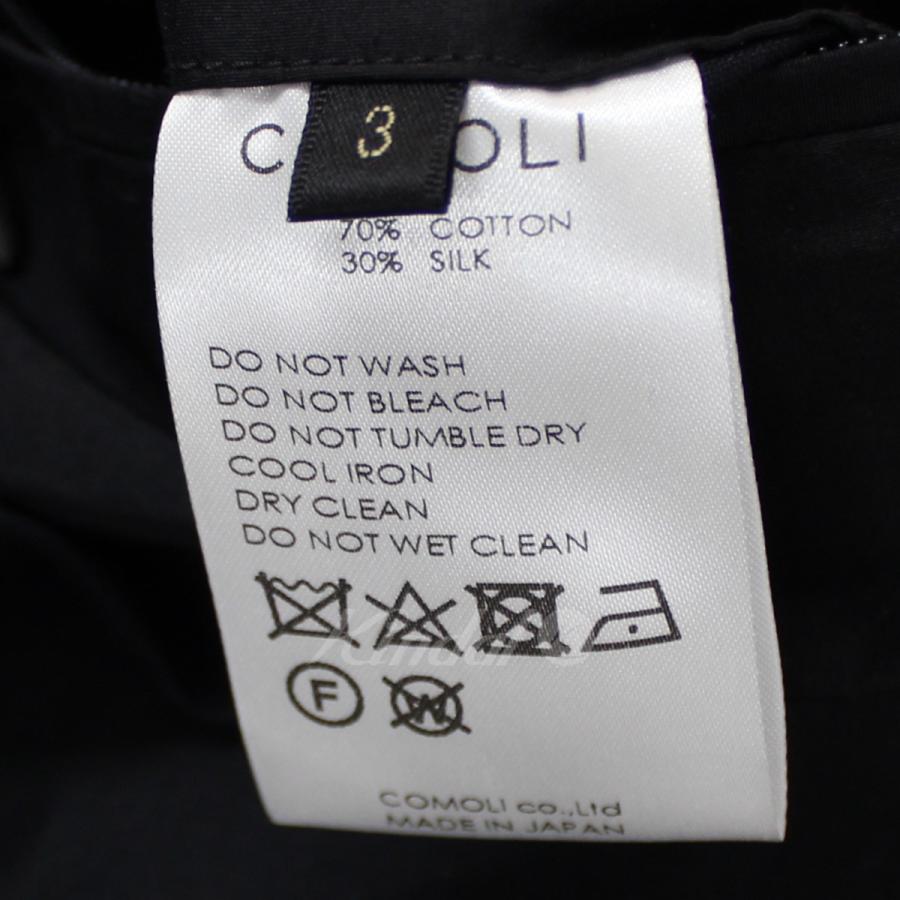 3
C OLI
70% COTTON
30% SILK
DO NOT WASH
DO NOT BLEACH
DO NOT TUMBLE DRY
COOL IRON
DRY CLEAN
DO NOT WET CLEAN
F W
COMOLI co.,Ltd
MADE IN JAPAN